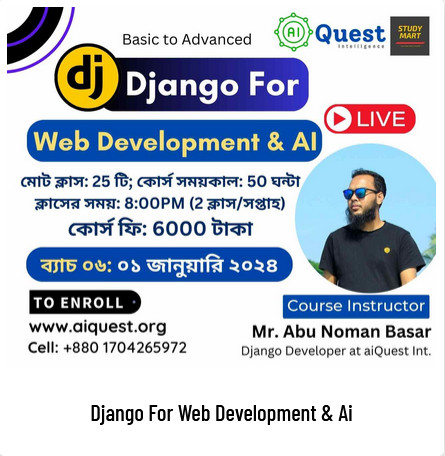 Basic to Advanced
AI Quest
Intelligence
STUDY
MART
dj
Django For
Web Development & AI
LIVE
মোট ক্লাস: 25 টি; কোর্স সময়কাল: 50 ঘন্টা
ক্লাসের সময়: 8:00PM (2 ক্লাস/সপ্তাহ)
কোর্স ফি: 6000 টাকা
ব্যাচ ০৬: ০১ জানুয়ারি ২০২৪
TO ENROLL
www.aiquest.org
Cell: +880 1704265972
Course Instructor
Mr. Abu Noman Basar
Django Developer at aiQuest Int.
Django For Web Development & Ai